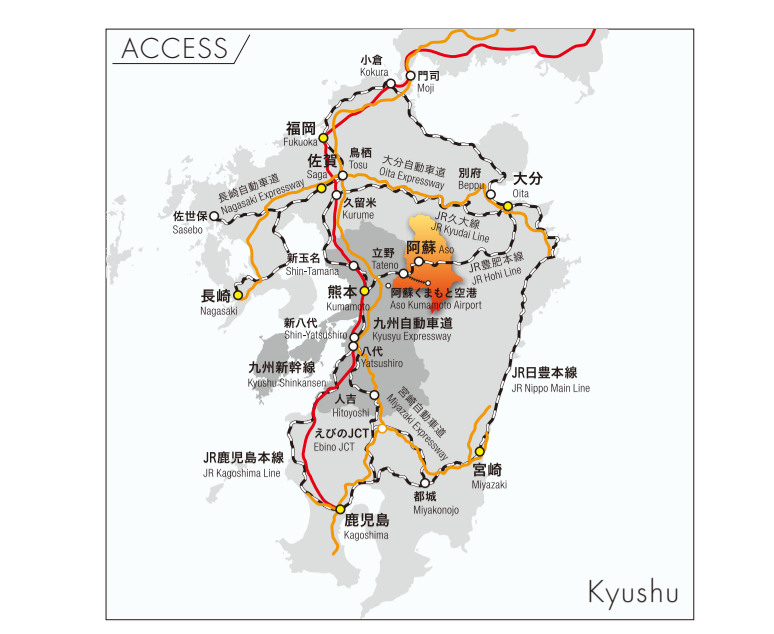 ACCESS
小倉
Kokura
門司
Moji
福岡
Fukuoka
鳥栖
Tosu
佐賀
Saga
大分自動車道
Oita Expressway
別府
Beppu
大分
Oita
長崎自動車道
Nagasaki Expressway
佐世保
Sasebo
久留米
Kurume
JR久大線
JR Kyudai Line
立野
Tateno
阿蘇 Aso
新玉名
Shin-Tamana
JR豊肥本線
JR Hohi Line
長崎
Nagasaki
熊本
Kumamoto
阿蘇くまもと空港
Aso Kumamoto Airport
新八代
Shin-Yatsushiro
九州自動車道
Kyusyu Expressway
八代
Yatsushiro
九州新幹線
Kyushu Shinkansen
JR日豊本線
JR Nippo Main Line
人吉
Hitoyoshi
宮崎自動車道
Miyazaki Expressway
えびのJCT
Ebino JCT
JR鹿児島本線
JR Kagoshima Line
宮崎
Miyazaki
都城
Miyakonojo
鹿児島
Kagoshima
Kyushu